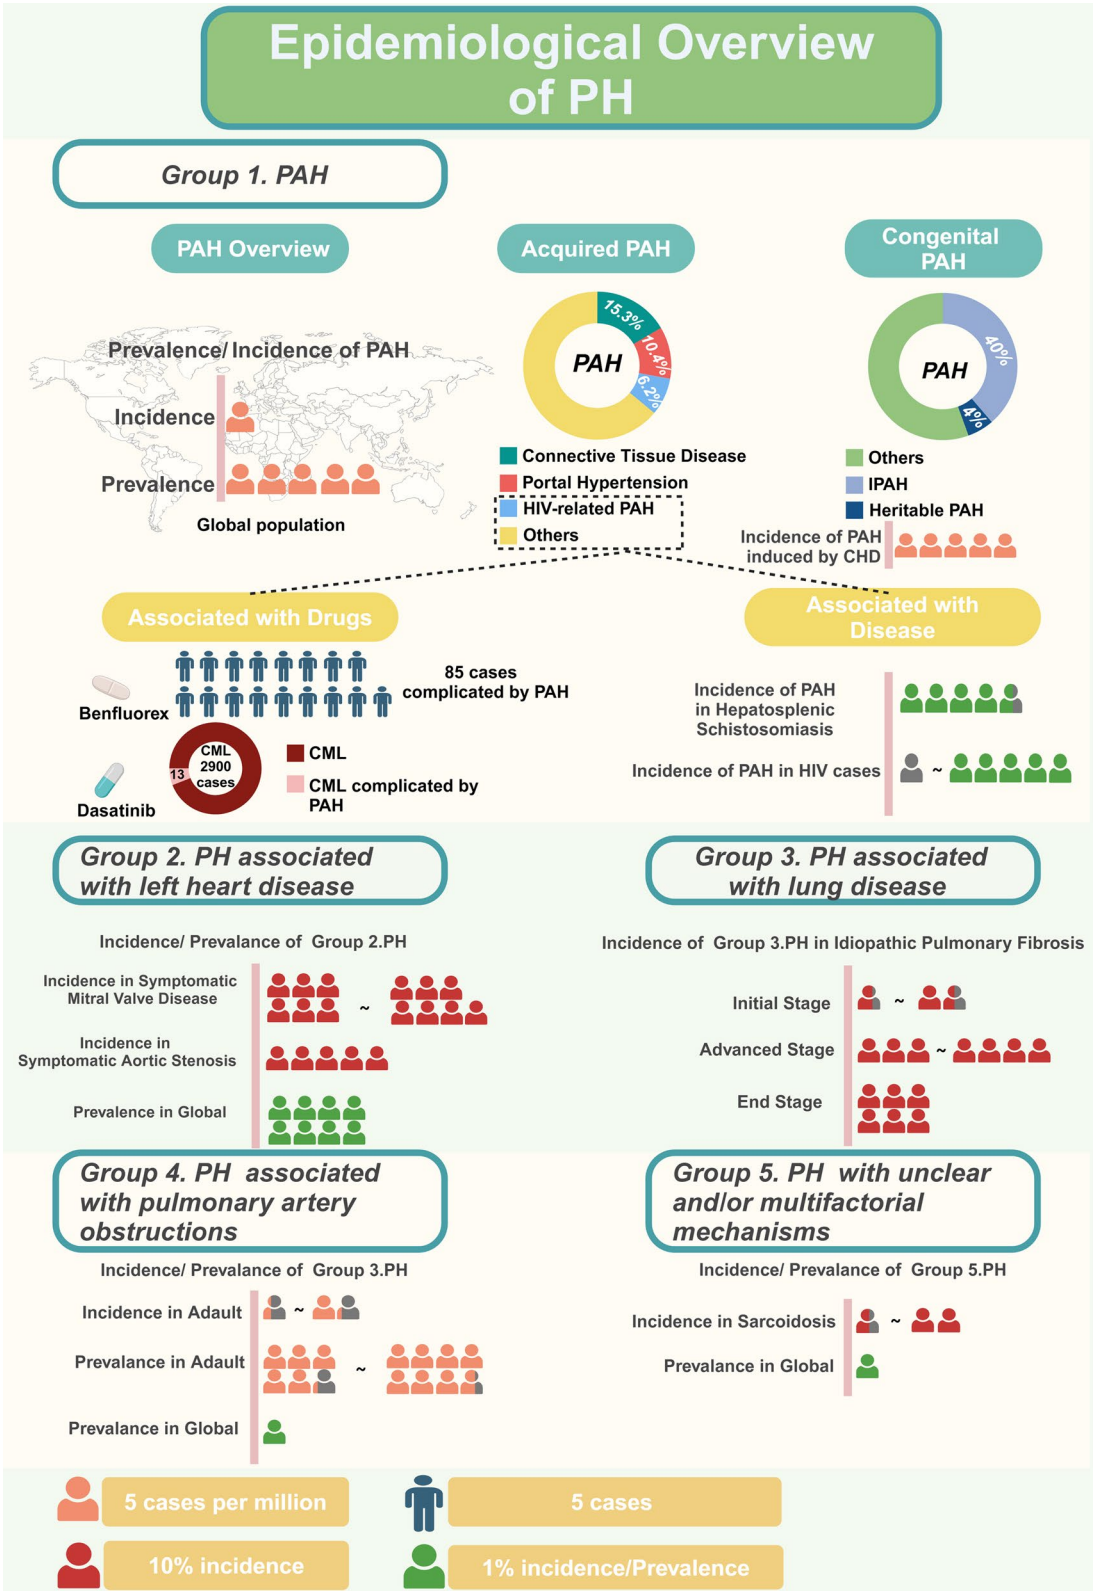 Epidemiological Overview
of PH
Group 1. PAH
PAH Overview
Prevalence/ Incidence of PAH
Incidence
Prevalence
Global population
Acquired PAH
15.3%
10.4%
6.2%
PAH
Connective Tissue Disease
Portal Hypertension
HIV-related PAH
Others
Congenital
PAH
40%
4%
PAH
Others
IPAH
Heritable PAH
Incidence of PAH
induced by CHD
Associated with Drugs
Benfluorex
85 cases
complicated by PAH
CML
2900
cases
13
Dasatinib
CML
CML complicated by
PAH
Associated with
Disease
Incidence of PAH
in Hepatosplenic
Schistosomiasis
Incidence of PAH in HIV cases
~
Group 2. PH associated
with left heart disease
Incidence/ Prevalance of Group 2.PH
Incidence in Symptomatic
Mitral Valve Disease
~
Incidence in
Symptomatic Aortic Stenosis
Prevalence in Global
Group 3. PH associated
with lung disease
Incidence of Group 3.PH in Idiopathic Pulmonary Fibrosis
Initial Stage
~
Advanced Stage
~
End Stage
Group 4. PH associated
with pulmonary artery
obstructions
Incidence/ Prevalance of Group 3.PH
Incidence in Adault
~
Prevalance in Adault
~
Prevalance in Global
Group 5. PH with unclear
and/or multifactorial
mechanisms
Incidence/ Prevalance of Group 5.PH
Incidence in Sarcoidosis
~
Prevalance in Global
5 cases per million
5 cases
10% incidence
1% incidence/Prevalence